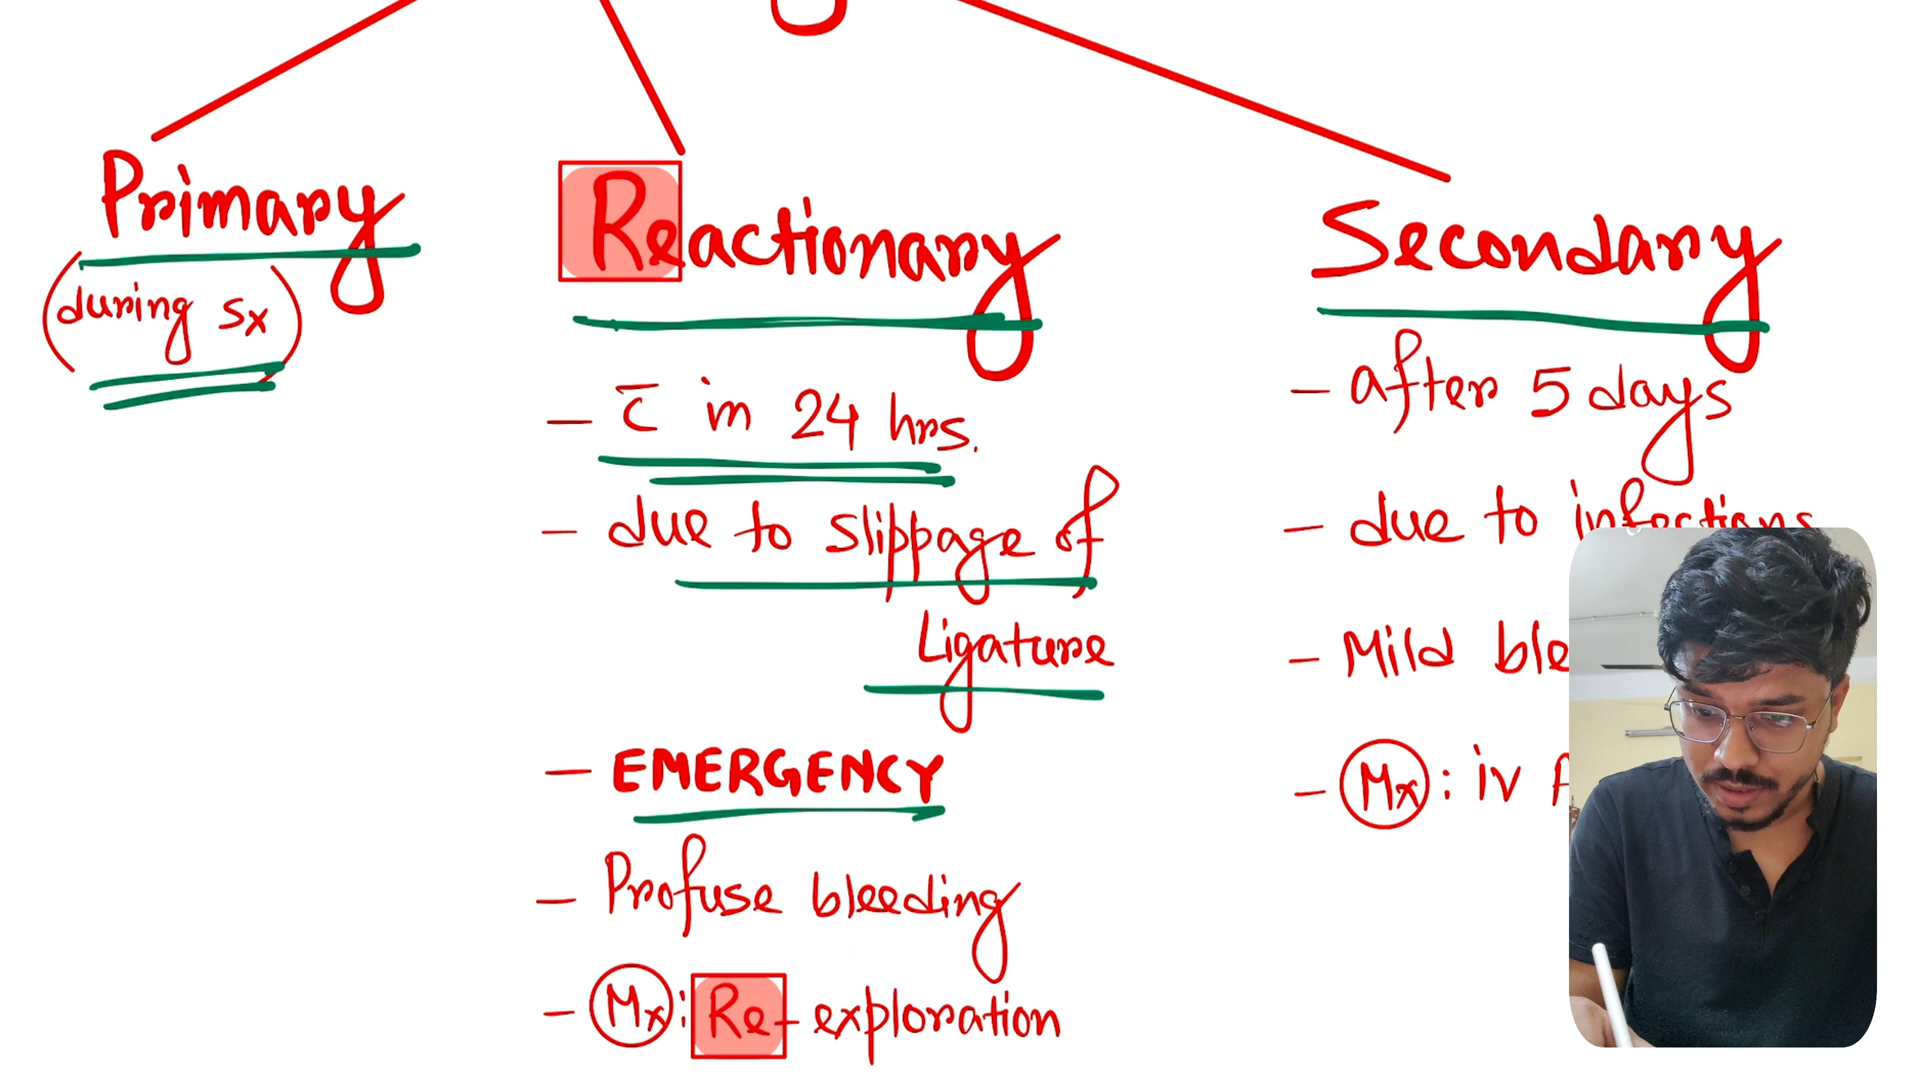 Primary
(during Sx)
Reactionary
- c̄ in 24 hrs.
- due to slippage of
Ligature
- EMERGENCY
- Profuse bleeding
- Mx: Re-exploration
Secondary
- after 5 days
- due to infections
- Mild
- Mx: iv